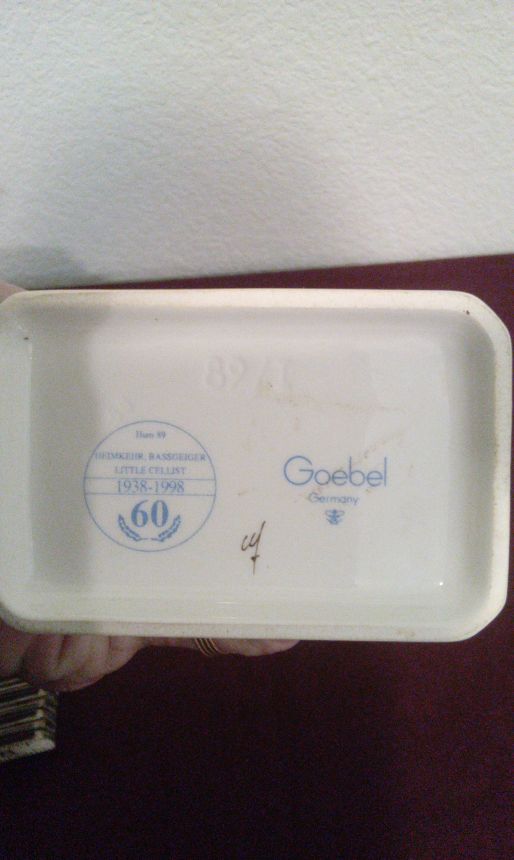 Hum 89
HEIMKEHR, BASSGEIGER
LITTLE CELLIST
1938-1998
60
Goebel
Germany